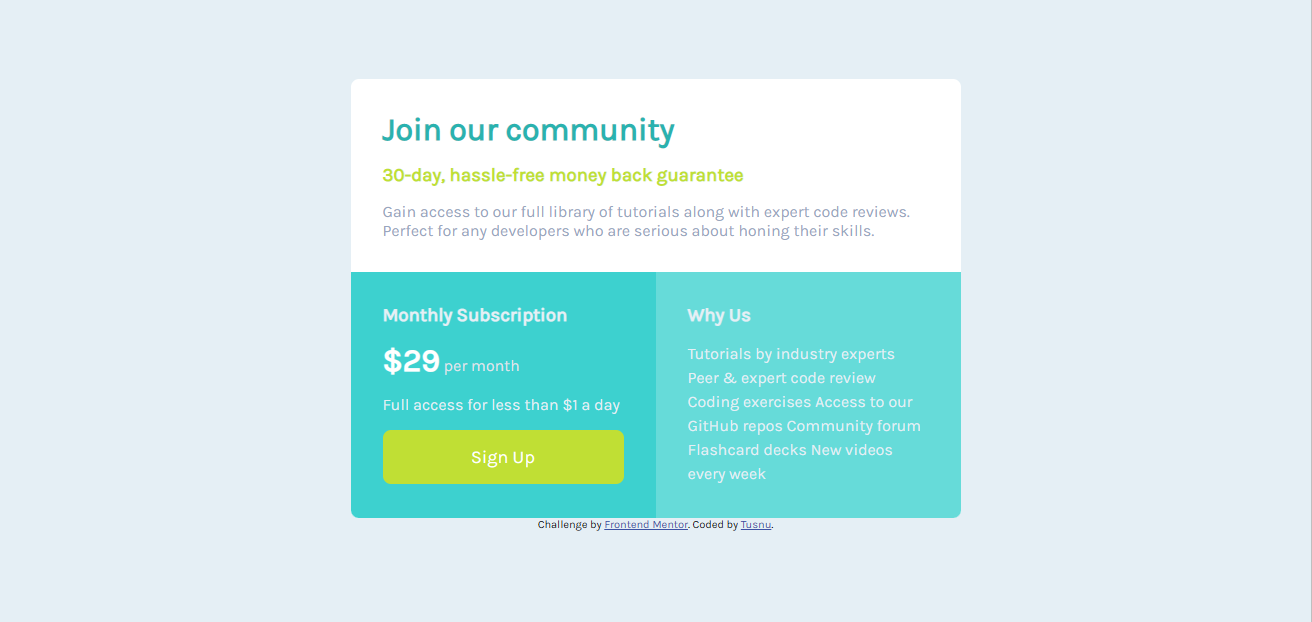 Join our community
30-day, hassle-free money back guarantee
Gain access to our full library of tutorials along with expert code reviews.
Perfect for any developers who are serious about honing their skills.
Monthly Subscription
$29 per month
Full access for less than $1 a day
Sign Up
Why Us
Tutorials by industry experts
Peer & expert code review
Coding exercises Access to our
GitHub repos Community forum
Flashcard decks New videos
every week
Challenge by Frontend Mentor. Coded by Tusnu.